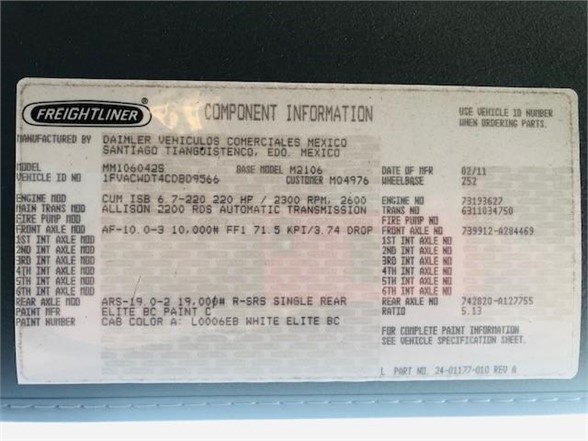 FREIGHTLINER®
COMPONENT INFORMATION
USE VEHICLE ID NUMBER
WHEN ORDERING PARTS.
MANUFACTURED BY DAIMLER VEHICULOS COMERCIALES MEXICO
SANTIAGO TIANGUISTENCO, EDO. MEXICO
MODEL MM106042S BASE MODEL M2106 DATE OF MFR 02/11
VEHICLE ID NO 1FVACWDT4CDBD9566 CUSTOMER M04976 WHEELBASE 252
ENGINE MOD CUM ISB 6.7-220 220 HP / 2300 RPM, 2600 ENGINE NO 73193627
MAIN TRANS MOD ALLISON 2200 RDS AUTOMATIC TRANSMISSION MAIN TRANS NO 6311034750
FIRE PUMP MOD FIRE PUMP NO
FRONT AXLE MOD AF-10.0-3 10,000# FF1 71.5 KPI/3.74 DROP FRONT AXLE NO 739912-A284469
1ST INT AXLE MOD 1ST INT AXLE NO
2ND INT AXLE MOD 2ND INT AXLE NO
3RD INT AXLE MOD 3RD INT AXLE NO
4TH INT AXLE MOD 4TH INT AXLE NO
5TH INT AXLE MOD 5TH INT AXLE NO
6TH INT AXLE MOD 6TH INT AXLE NO
REAR AXLE MOD ARS-19.0-2 19,000# R-SRS SINGLE REAR REAR AXLE NO 742820-A127755
PAINT MFR ELITE BC PAINT C RATIO 5.13
PAINT NUMBER CAB COLOR A: L0006EB WHITE ELITE BC
FOR COMPLETE PAINT INFORMATION
SEE VEHICLE SPECIFICATION SHEET.
PART NO. 24-01177-010 REV A